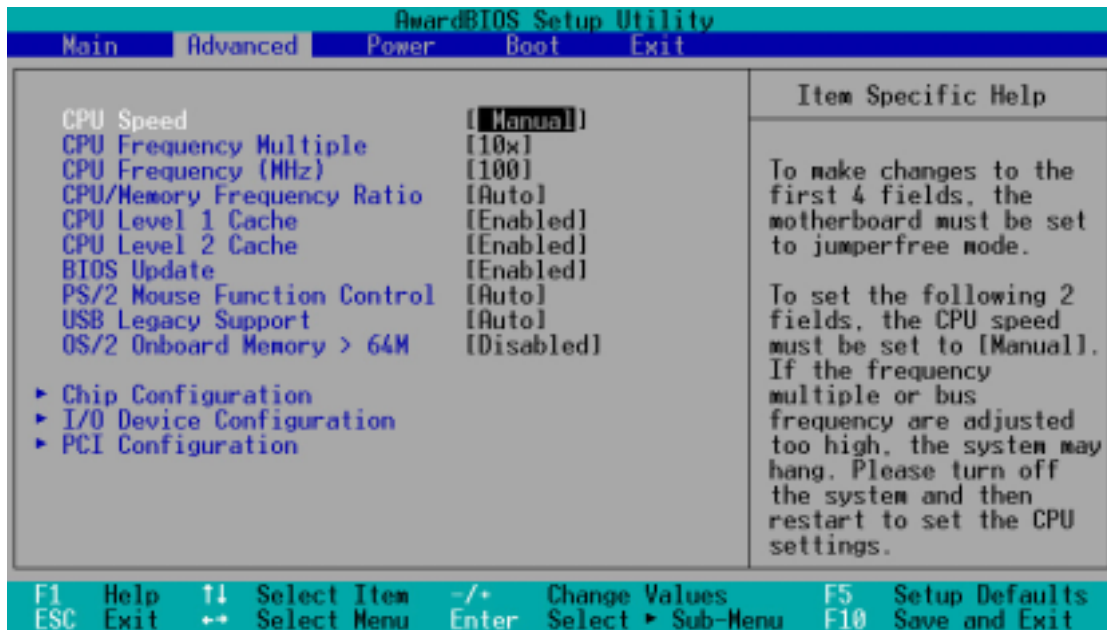 AwardBIOS Setup Utility
Main Advanced Power Boot Exit
CPU Speed [ Manual]
CPU Frequency Multiple [10x]
CPU Frequency (MHz) [100]
CPU/Memory Frequency Ratio [Auto]
CPU Level 1 Cache [Enabled]
CPU Level 2 Cache [Enabled]
BIOS Update [Enabled]
PS/2 Mouse Function Control [Auto]
USB Legacy Support [Auto]
OS/2 Onboard Memory > 64M [Disabled]
▸ Chip Configuration
▸ I/O Device Configuration
▸ PCI Configuration
Item Specific Help
To make changes to the
first 4 fields, the
motherboard must be set
to jumperfree mode.
To set the following 2
fields, the CPU speed
must be set to [Manual].
If the frequency
multiple or bus
frequency are adjusted
too high, the system may
hang. Please turn off
the system and then
restart to set the CPU
settings.
F1 Help ↑↓ Select Item -/+ Change Values F5 Setup Defaults
ESC Exit ←→ Select Menu Enter Select ▸ Sub-Menu F10 Save and Exit